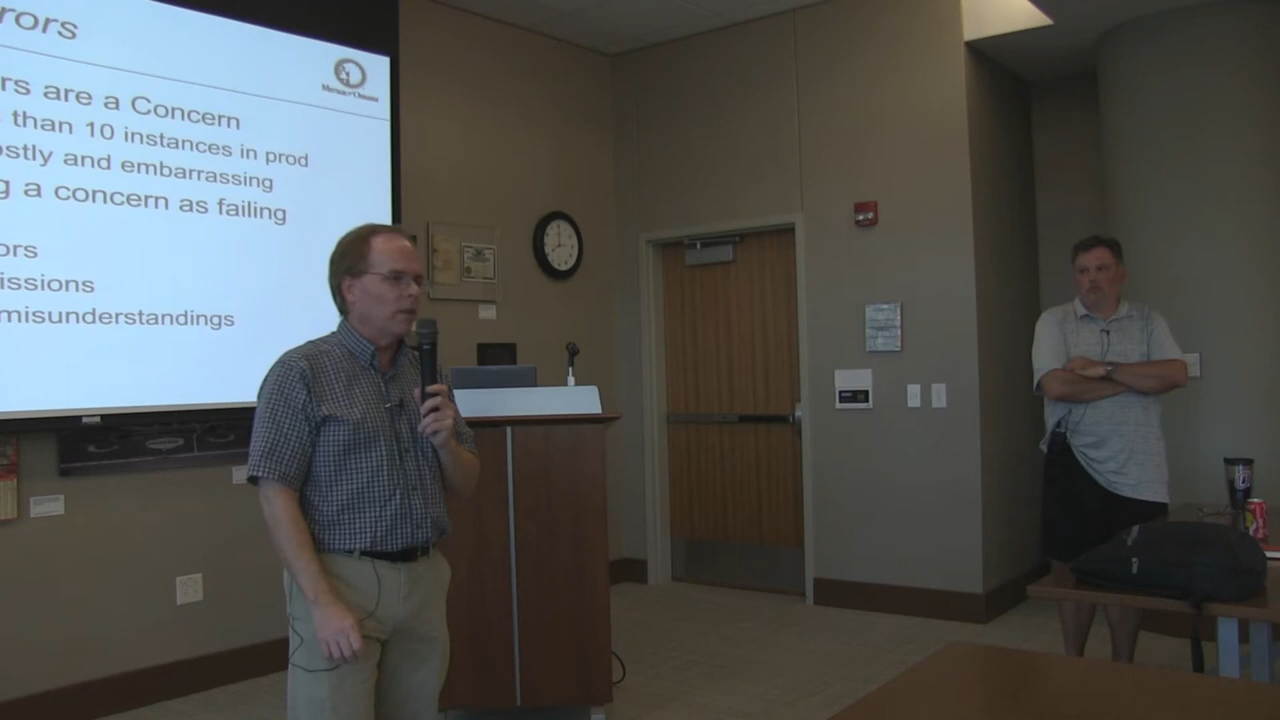 rors
rs are a Concern
than 10 instances in prod
ostly and embarrassing
g a concern as failing
ors
issions
misunderstandings